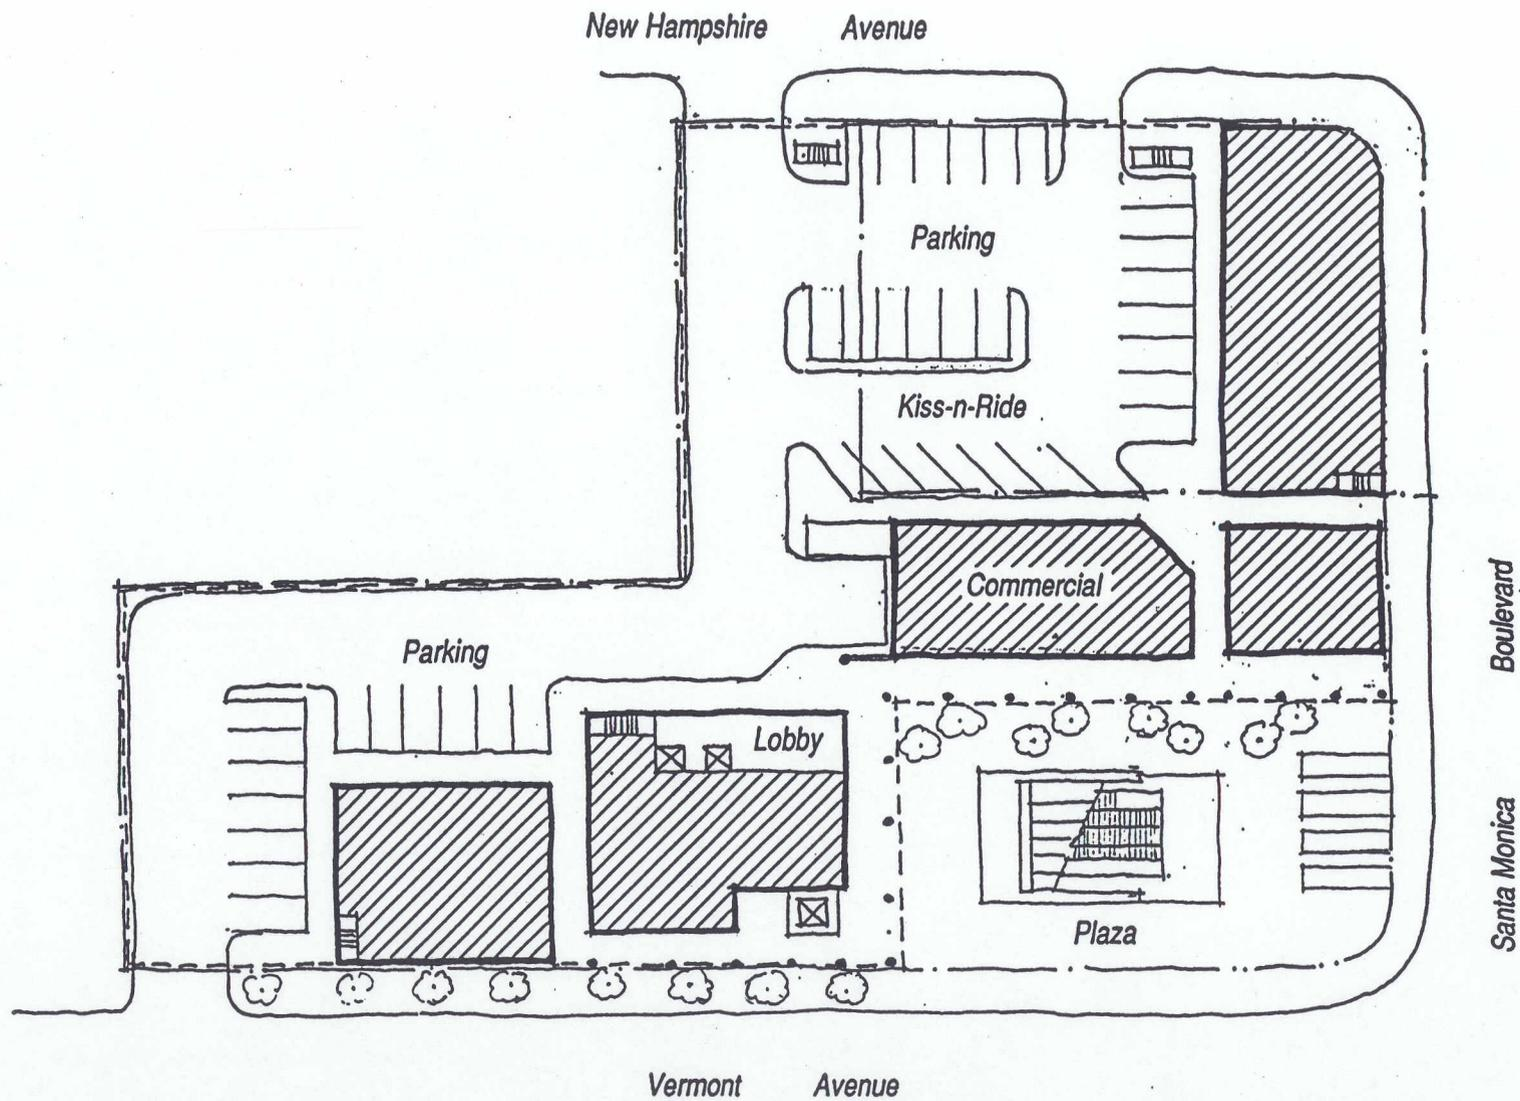 New Hampshire Avenue
Parking
Kiss-n-Ride
Commercial
Parking
Lobby
Plaza
Santa Monica Boulevard
Vermont Avenue